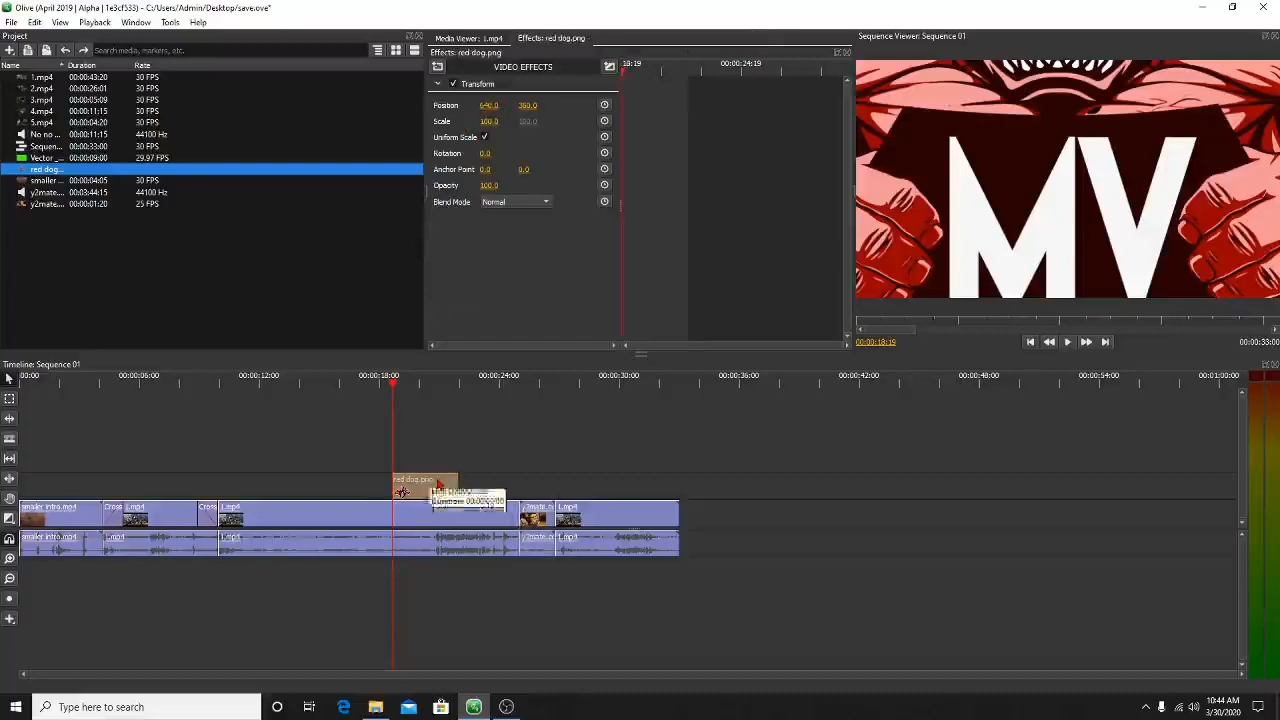 Olive (April 2019 | Alpha | 1e3cf533) - C:/Users/Admin/Desktop/save.ove*
File Edit View Playback Window Tools Help
Project
Search media, markers, etc.
Name Duration Rate
1.mp4 00:00:43:20 30 FPS
2.mp4 00:00:26:01 30 FPS
3.mp4 00:00:05:09 30 FPS
4.mp4 00:00:11:15 30 FPS
5.mp4 00:00:04:20 30 FPS
No no ... 00:00:11:15 44100 Hz
Sequen... 00:00:33:00 30 FPS
Vector_... 00:00:09:00 29.97 FPS
red dog...
smaller ... 00:00:04:05 30 FPS
y2mate.... 00:03:44:15 44100 Hz
y2mate.... 00:00:01:20 25 FPS
Media Viewer: 1.mp4 Effects: red dog.png
Effects: red dog.png
VIDEO EFFECTS
Transform
Position 640.0 360.0
Scale 100.0 100.0
Uniform Scale
Rotation 0.0
Anchor Point 0.0 0.0
Opacity 100.0
Blend Mode Normal
18:19 00:00:24:19
Sequence Viewer: Sequence 01
MV
00:00:18:19 00:00:33:00
Timeline: Sequence 01
00:00 00:00:06:00 00:00:12:00 00:00:18:00 00:00:24:00 00:00:30:00 00:00:36:00 00:00:42:00 00:00:48:00 00:00:54:00 00:01:00:00
red dog.png
smaller intro.mp4 Cross 1.mp4 Cross 1.mp4 y2mate.co 1.mp4
smaller intro.mp4 1.mp4 1.mp4 y2mate.co 1.mp4
Type here to search
10:44 AM
3/30/2020